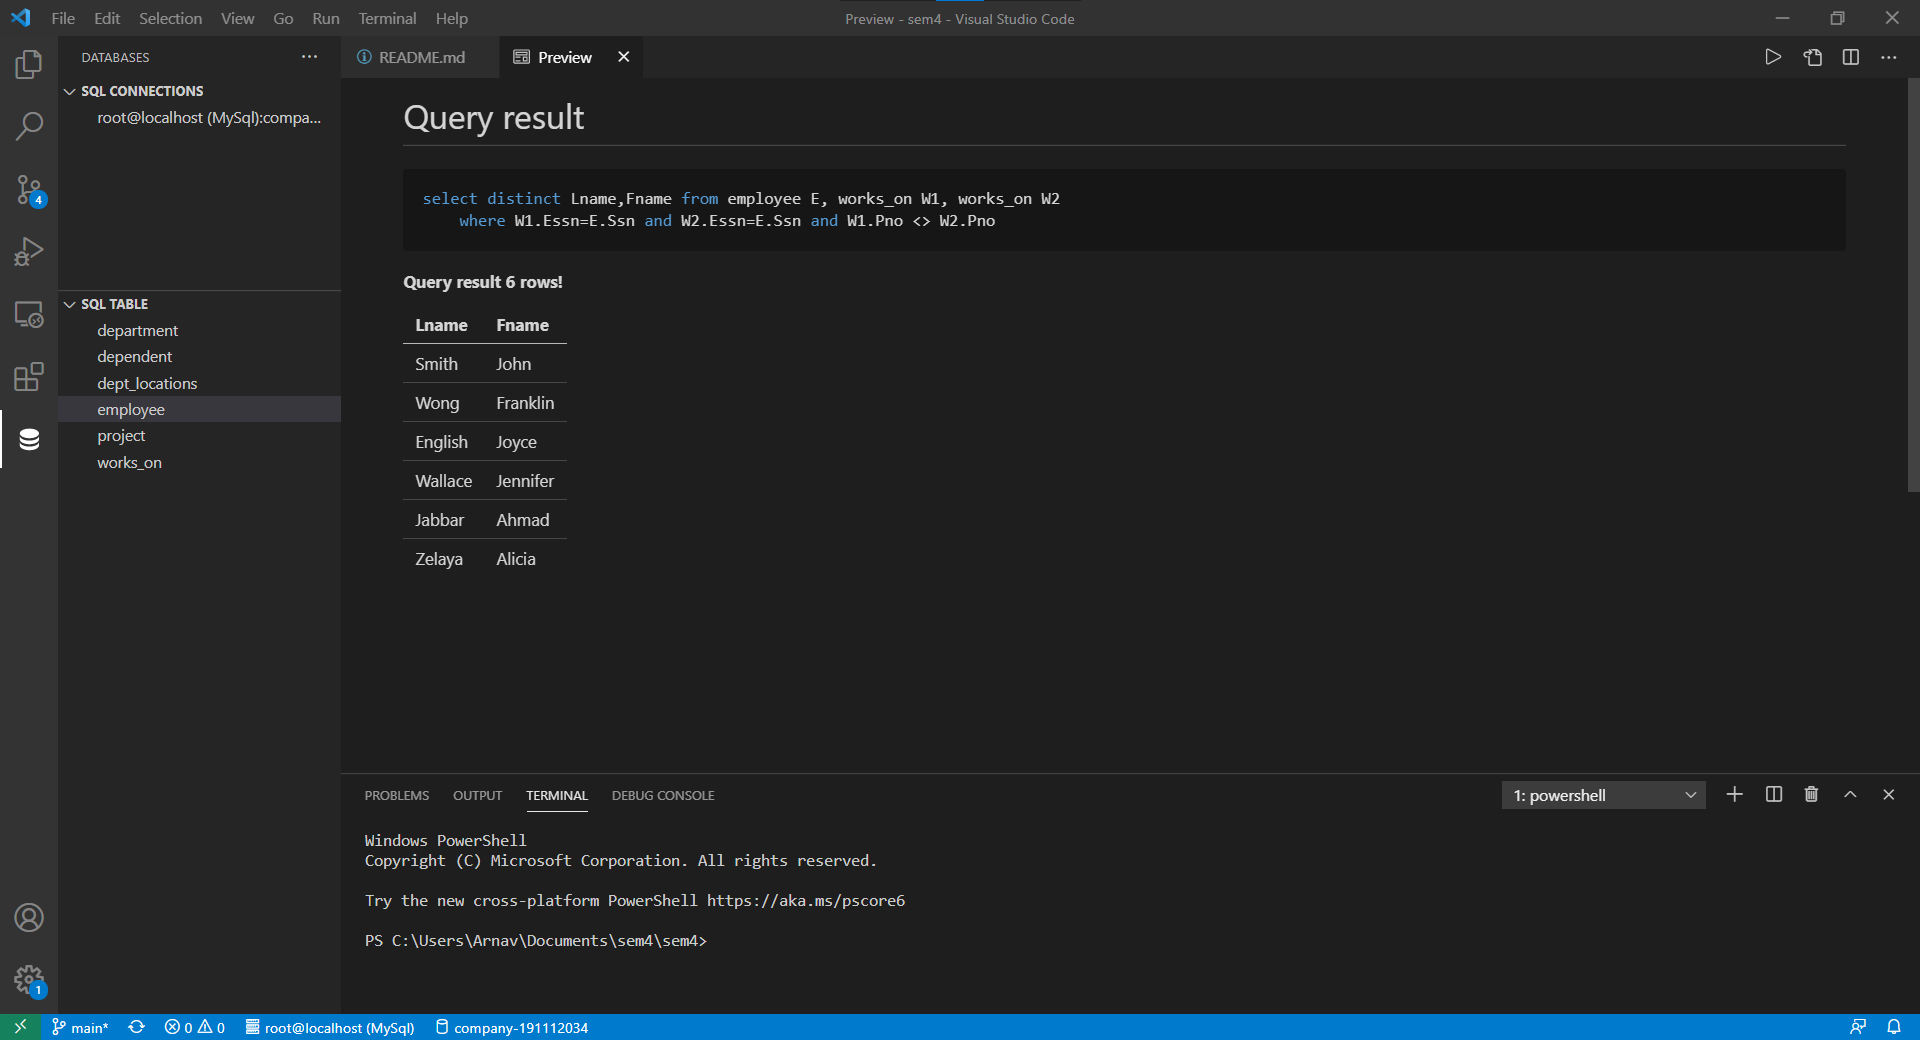 File Edit Selection View Go Run Terminal Help
Preview - sem4 - Visual Studio Code
DATABASES
README.md
Preview
SQL CONNECTIONS
root@localhost (MySql):compa...
4
SQL TABLE
department
dependent
dept_locations
employee
project
works_on
Query result
select distinct Lname,Fname from employee E, works_on W1, works_on W2
where W1.Essn=E.Ssn and W2.Essn=E.Ssn and W1.Pno <> W2.Pno
Query result 6 rows!
Lname Fname
Smith John
Wong Franklin
English Joyce
Wallace Jennifer
Jabbar Ahmad
Zelaya Alicia
PROBLEMS OUTPUT TERMINAL DEBUG CONSOLE
1: powershell
Windows PowerShell
Copyright (C) Microsoft Corporation. All rights reserved.
Try the new cross-platform PowerShell https://aka.ms/pscore6
PS C:\Users\Arnav\Documents\sem4\sem4>
1
main* 0 0 root@localhost (MySql) company-191112034